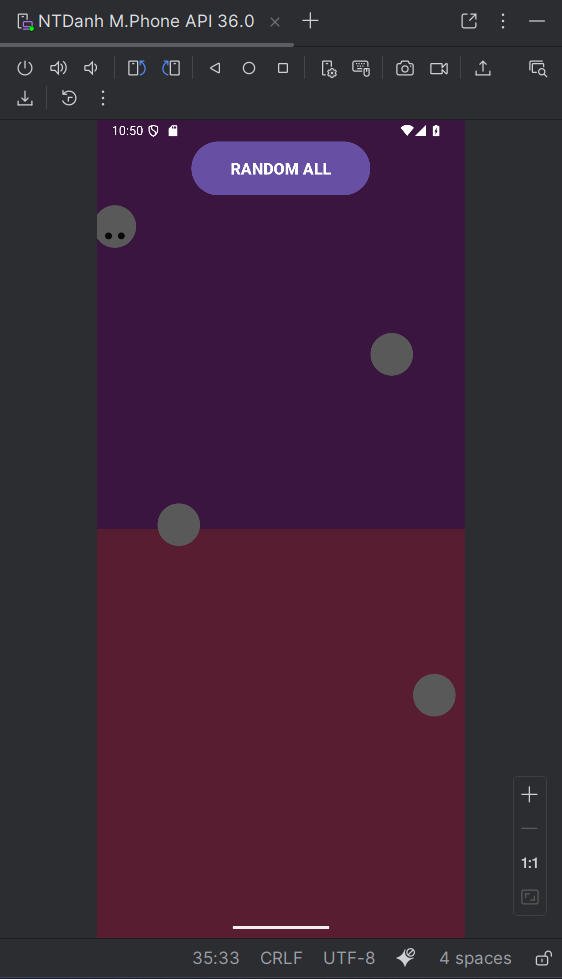 NTDanh M.Phone API 36.0
10:50
RANDOM ALL
1:1
35:33 CRLF UTF-8 4 spaces